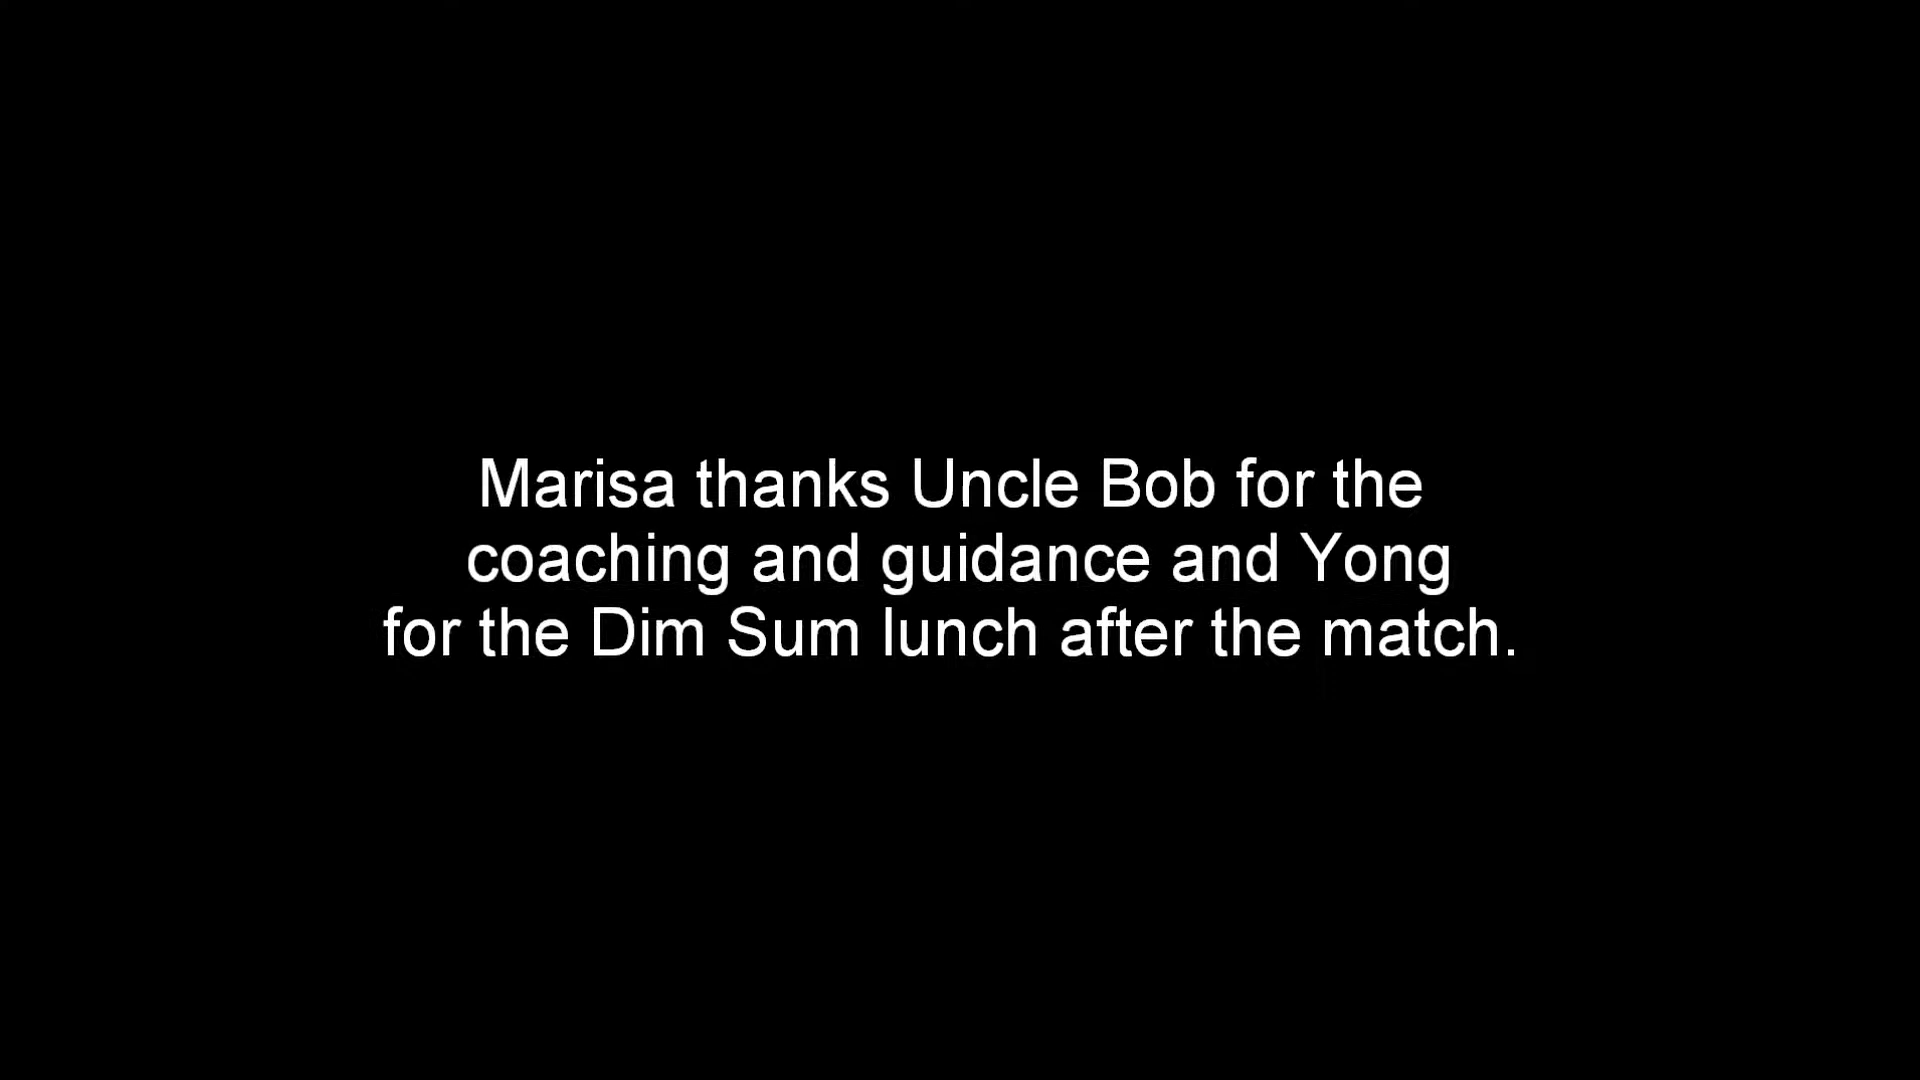 Marisa thanks Uncle Bob for the
coaching and guidance and Yong
for the Dim Sum lunch after the match.